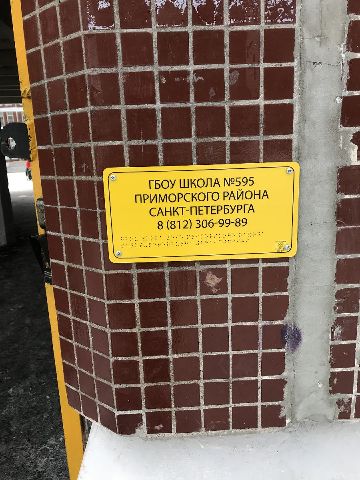 ГБОУ ШКОЛА №595
ПРИМОРСКОГО РАЙОНА
САНКТ-ПЕТЕРБУРГА
8 (812) 306-99-89